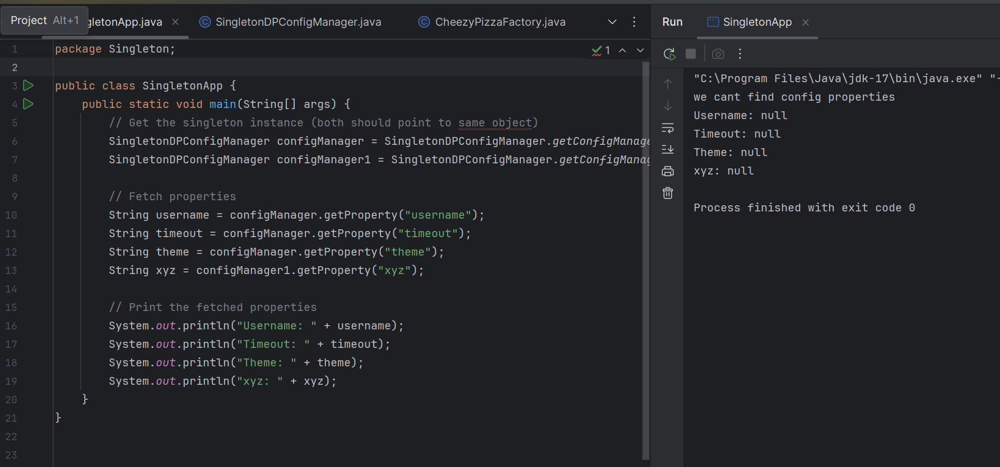 Project Alt+1 gletonApp.java SingletonDPConfigManager.java CheezyPizzaFactory.java
1 package Singleton;
2
3 public class SingletonApp {
4 public static void main(String[] args) {
5 // Get the singleton instance (both should point to same object)
6 SingletonDPConfigManager configManager = SingletonDPConfigManager.getConfigManage
7 SingletonDPConfigManager configManager1 = SingletonDPConfigManager.getConfigManag
8
9 // Fetch properties
10 String username = configManager.getProperty("username");
11 String timeout = configManager.getProperty("timeout");
12 String theme = configManager.getProperty("theme");
13 String xyz = configManager1.getProperty("xyz");
14
15 // Print the fetched properties
16 System.out.println("Username: " + username);
17 System.out.println("Timeout: " + timeout);
18 System.out.println("Theme: " + theme);
19 System.out.println("xyz: " + xyz);
20 }
21 }
22
23
1
Run SingletonApp
"C:\Program Files\Java\jdk-17\bin\java.exe" "-
we cant find config properties
Username: null
Timeout: null
Theme: null
xyz: null
Process finished with exit code 0